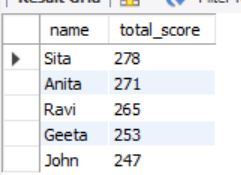 Result Grid
name total_score
Sita 278
Anita 271
Ravi 265
Geeta 253
John 247